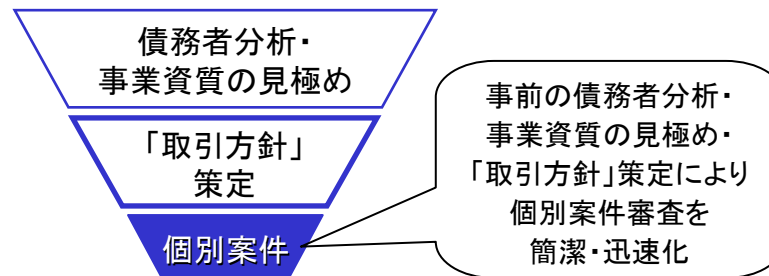 債務者分析・
事業資質の見極め
「取引方針」
策定
個別案件
事前の債務者分析・
事業資質の見極め・
「取引方針」策定により
個別案件審査を
簡潔・迅速化